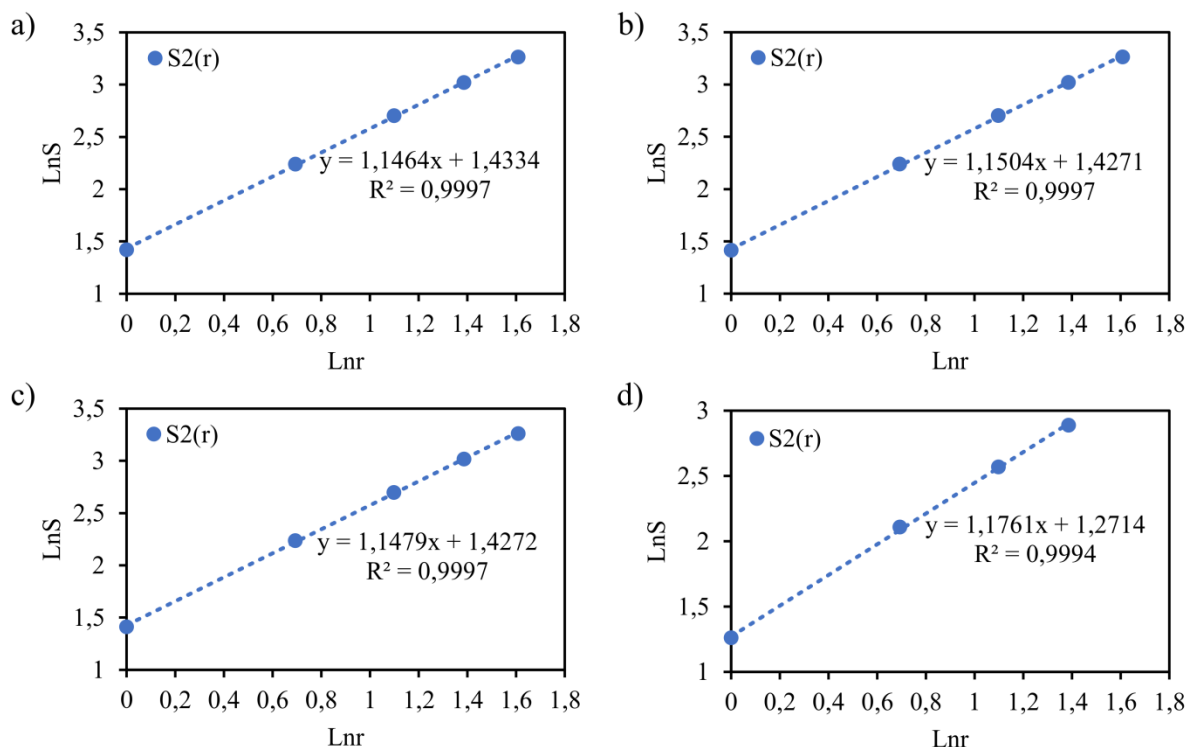 a)
3,5
S2(r)
3
2,5
LnS
y = 1,1464x + 1,4334
R² = 0,9997
2
1,5
1
0 0,2 0,4 0,6 0,8 1 1,2 1,4 1,6 1,8
Lnr
b)
3,5
S2(r)
3
2,5
LnS
y = 1,1504x + 1,4271
R² = 0,9997
2
1,5
1
0 0,2 0,4 0,6 0,8 1 1,2 1,4 1,6 1,8
Lnr
c)
3,5
S2(r)
3
2,5
LnS
y = 1,1479x + 1,4272
R² = 0,9997
2
1,5
1
0 0,2 0,4 0,6 0,8 1 1,2 1,4 1,6 1,8
Lnr
d)
3
S2(r)
2,5
LnS
y = 1,1761x + 1,2714
R² = 0,9994
2
1,5
1
0 0,2 0,4 0,6 0,8 1 1,2 1,4 1,6 1,8
Lnr